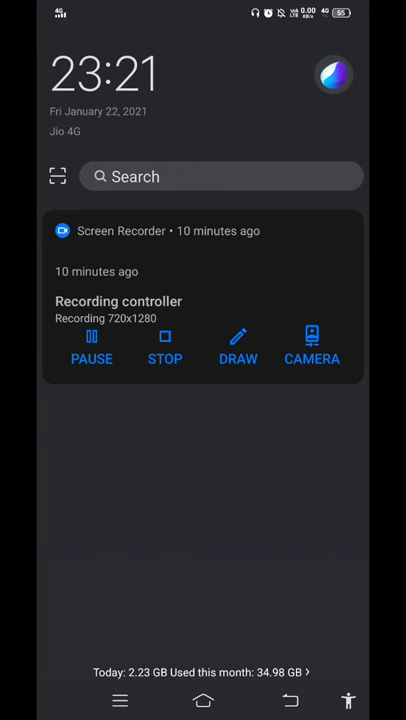 4G
Vo) LTE 0.00 KB/s 4G 55
23:21
Fri January 22, 2021
Jio 4G
Search
Screen Recorder • 10 minutes ago
10 minutes ago
Recording controller
Recording 720x1280
PAUSE STOP DRAW CAMERA
Today: 2.23 GB Used this month: 34.98 GB